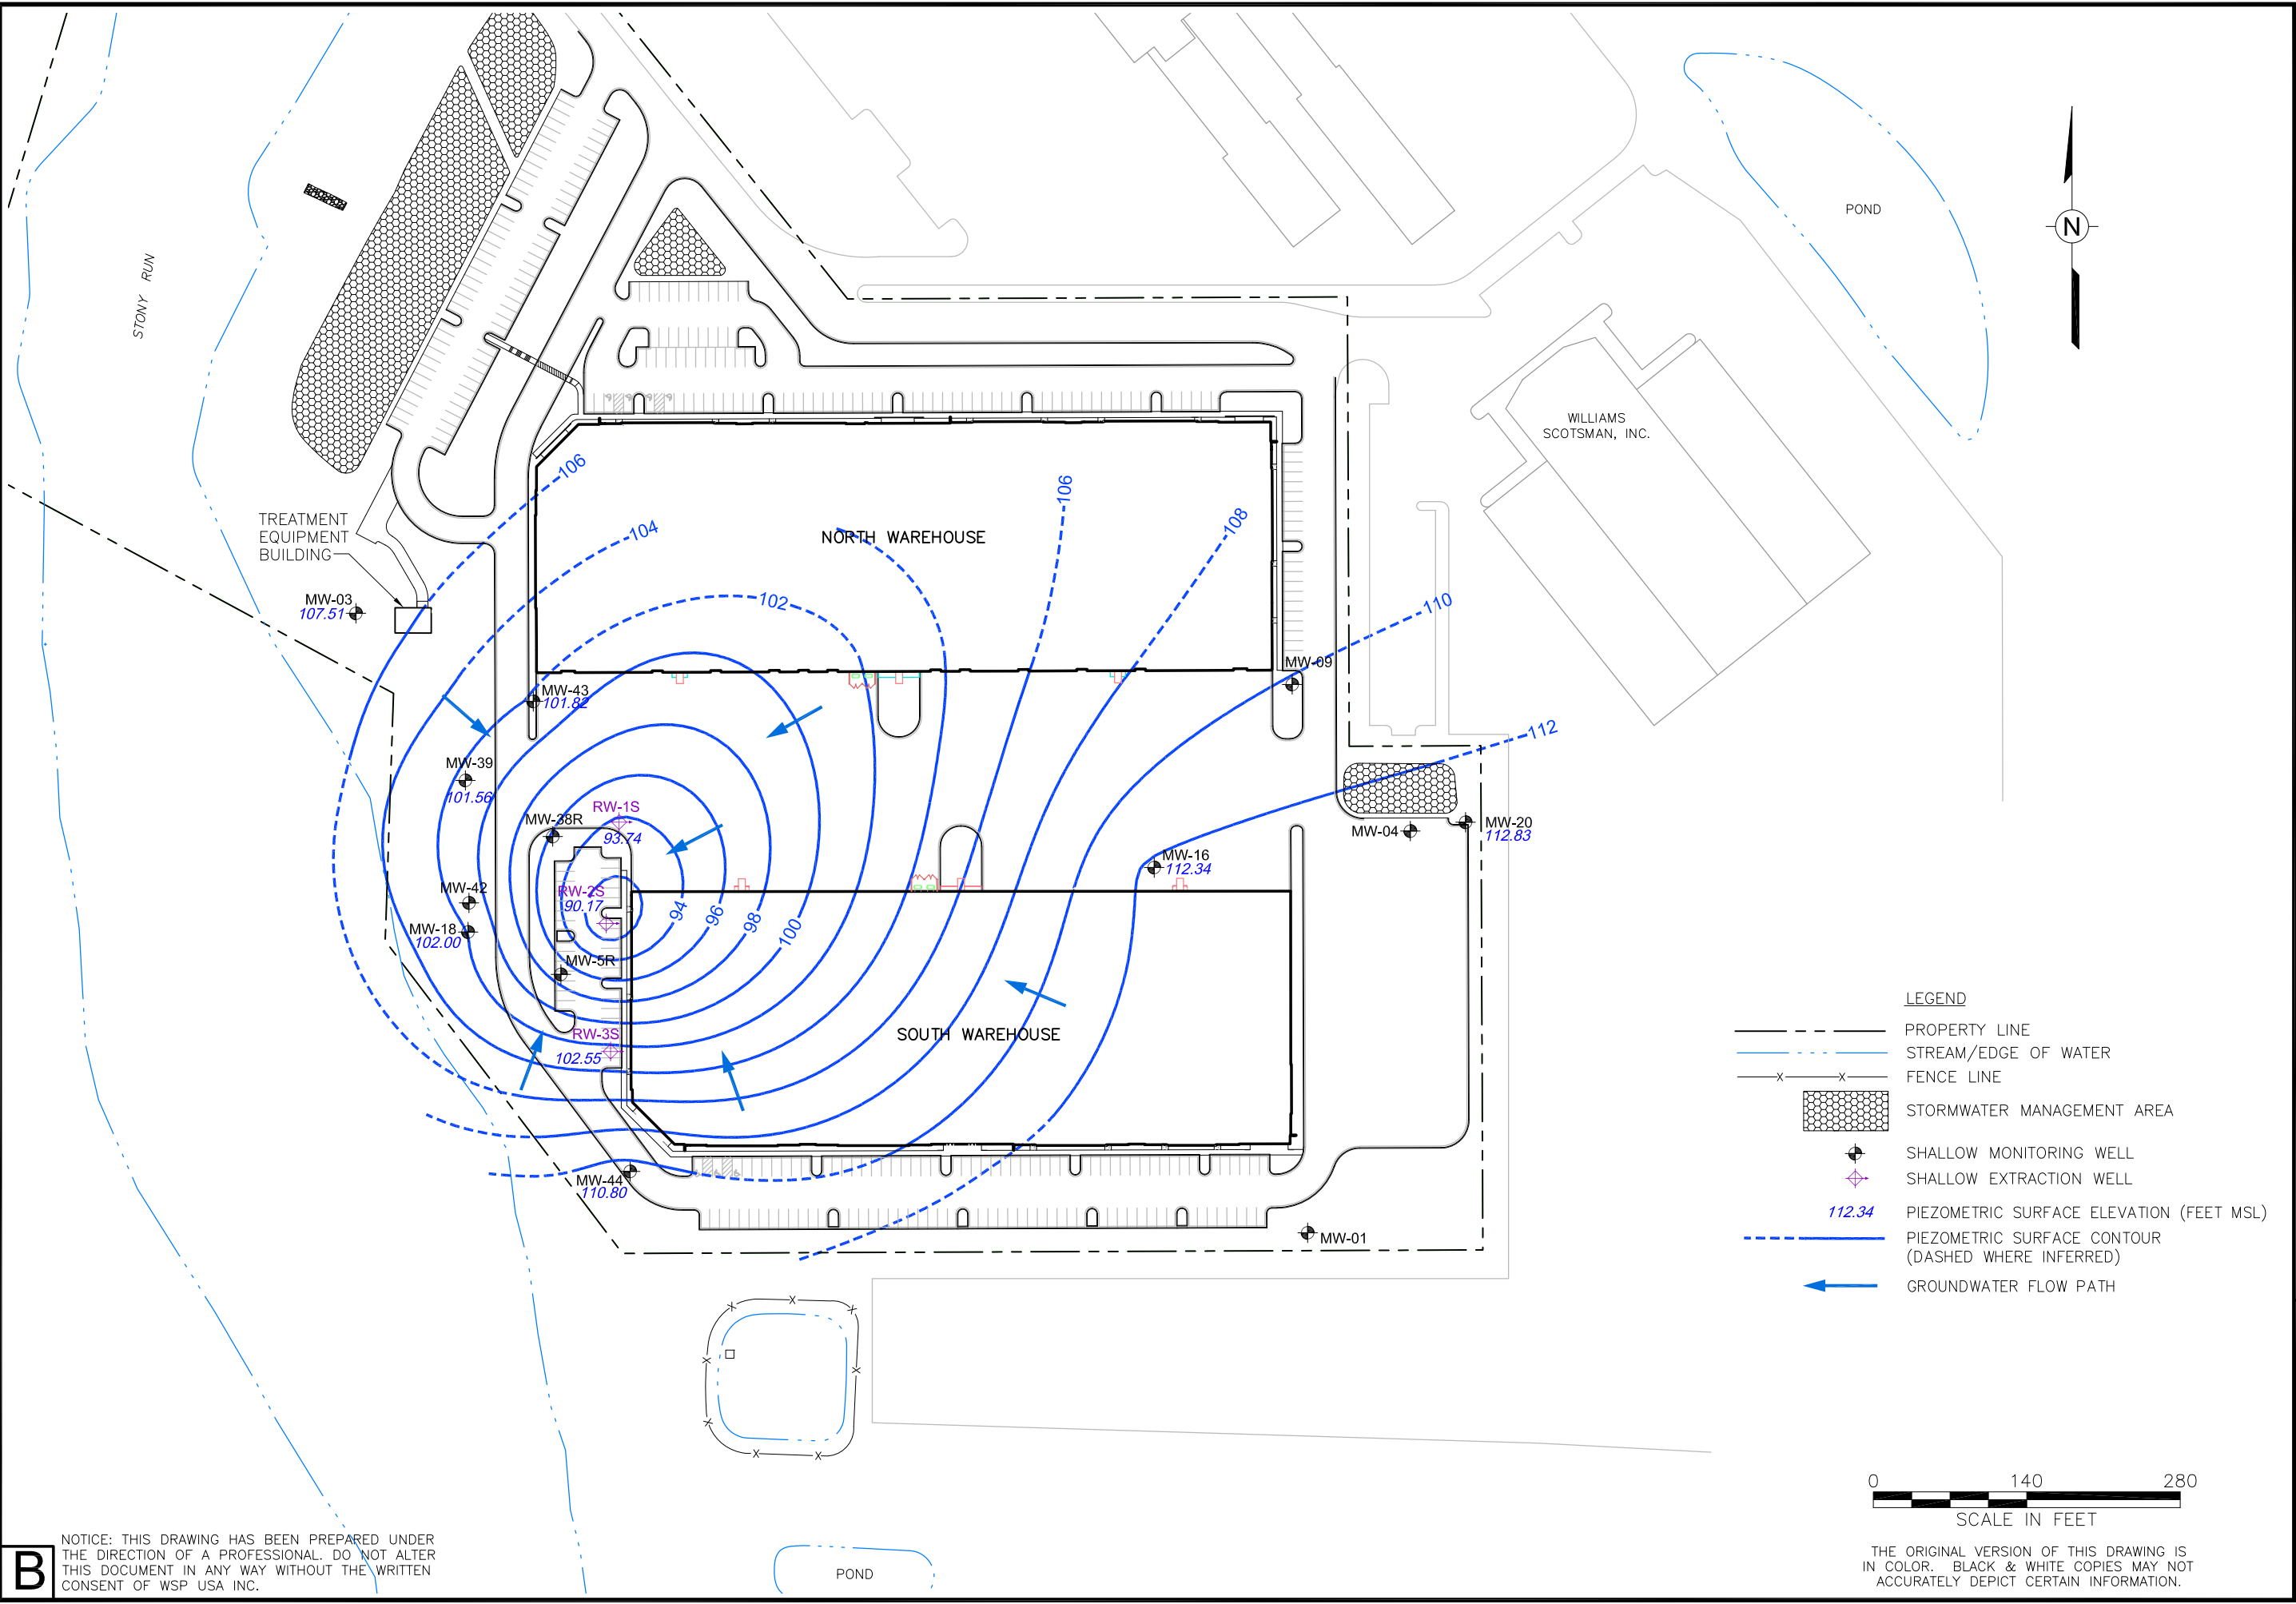 POND
N
STONY RUN
WILLIAMS
SCOTSMAN, INC.
106
104
106
108
NORTH WAREHOUSE
TREATMENT
EQUIPMENT
BUILDING
MW-03
107.51
102
110
MW-09
MW-43
101.82
112
MW-39
101.56
RW-1S
93.74
MW-38R
MW-04
MW-20
112.83
MW-16
112.34
MW-42
RW-2S
90.17
94
96
98
100
MW-18
102.00
MW-5R
RW-3S
102.55
SOUTH WAREHOUSE
MW-44
110.80
MW-01
LEGEND
PROPERTY LINE
STREAM/EDGE OF WATER
X X FENCE LINE
STORMWATER MANAGEMENT AREA
SHALLOW MONITORING WELL
SHALLOW EXTRACTION WELL
112.34 PIEZOMETRIC SURFACE ELEVATION (FEET MSL)
PIEZOMETRIC SURFACE CONTOUR
(DASHED WHERE INFERRED)
GROUNDWATER FLOW PATH
X X X
X X
X
X X
0 140 280
SCALE IN FEET
POND
B
NOTICE: THIS DRAWING HAS BEEN PREPARED UNDER
THE DIRECTION OF A PROFESSIONAL. DO NOT ALTER
THIS DOCUMENT IN ANY WAY WITHOUT THE WRITTEN
CONSENT OF WSP USA INC.
THE ORIGINAL VERSION OF THIS DRAWING IS
IN COLOR. BLACK & WHITE COPIES MAY NOT
ACCURATELY DEPICT CERTAIN INFORMATION.